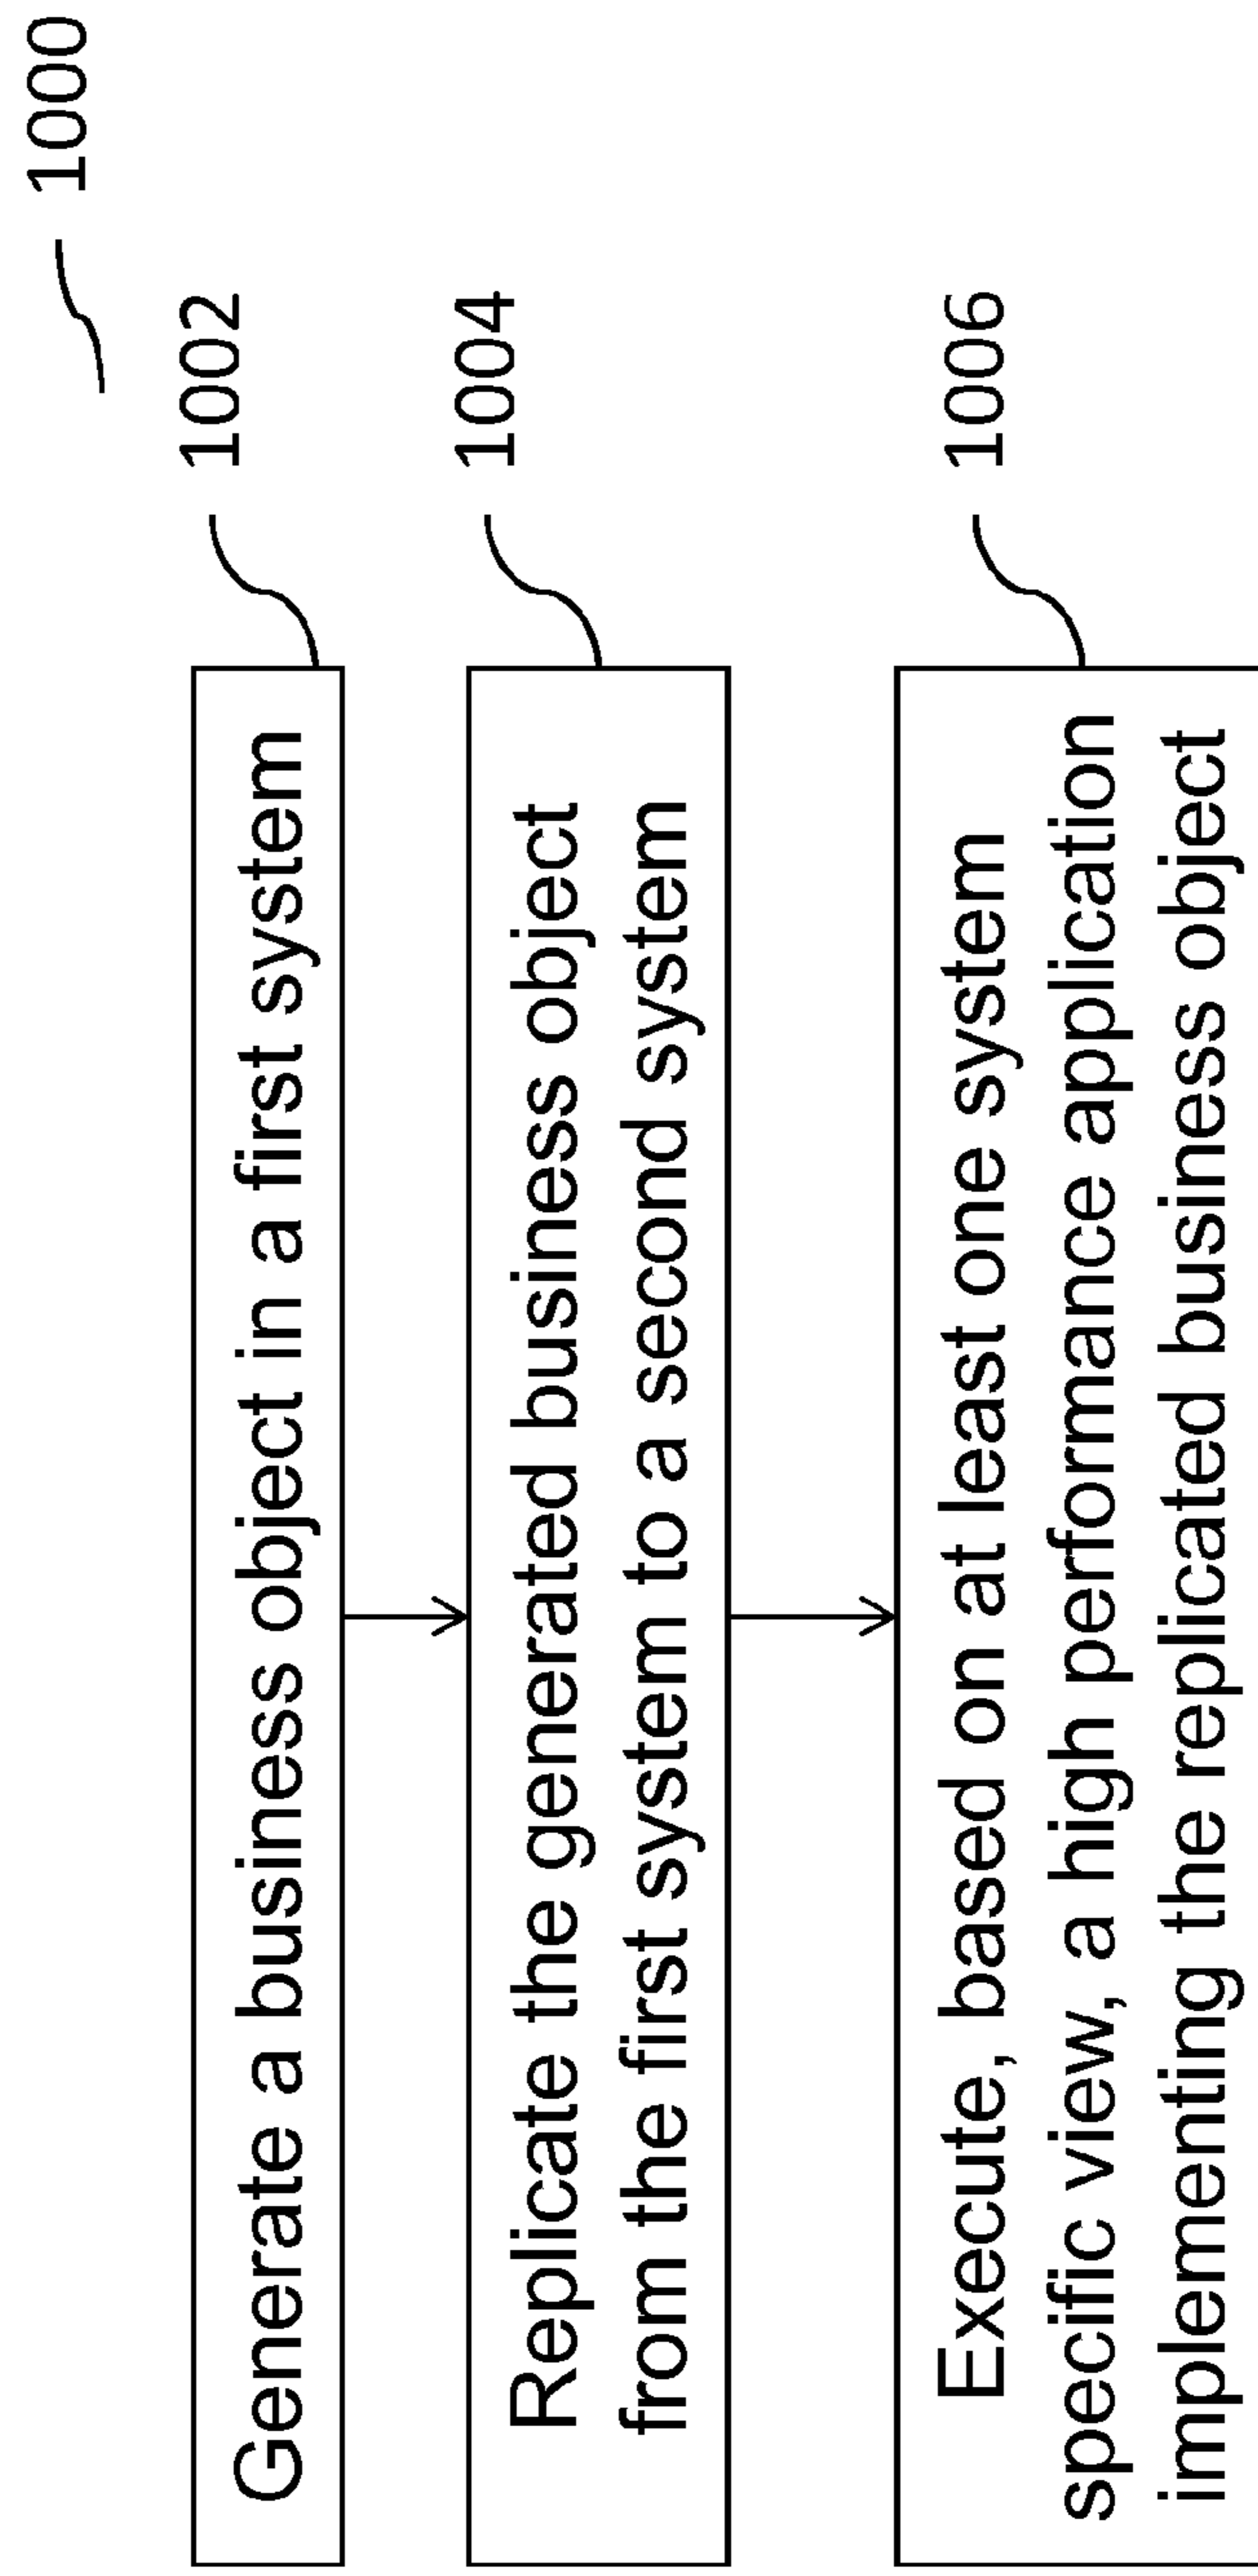 1000
1002
Generate a business object in a first system
1004
Replicate the generated business object
from the first system to a second system
1006
Execute, based on at least one system
specific view, a high performance application
implementing the replicated business object